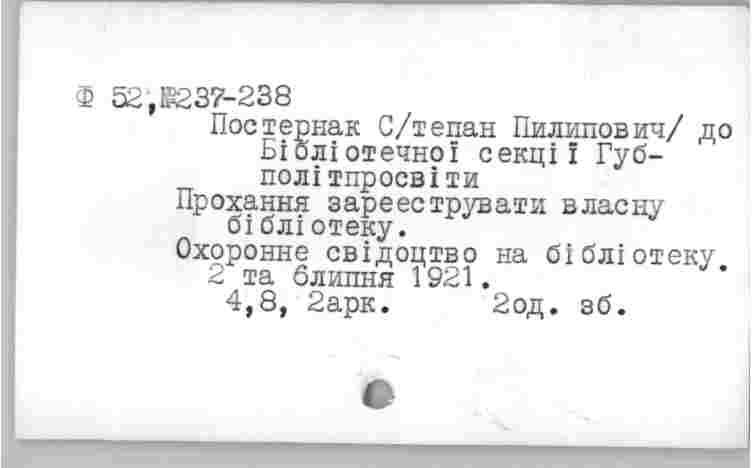 Ф 52,№237-238
Постернак С/тепан Пилипович/ до
Бібліотечної секції Губ-
політпросвіти
Прохання зареєструвати власну
бібліотеку.
Охоронне свідоцтво на бібліотеку.
2 та 6липня 1921.
4,8, 2арк. 2од. зб.